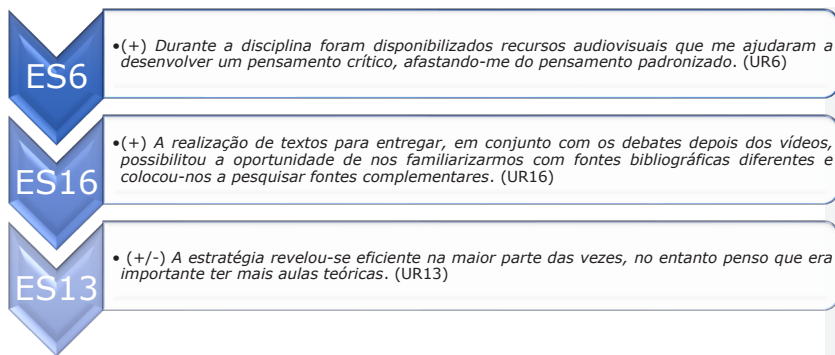 ES6
•(+) Durante a disciplina foram disponibilizados recursos audiovisuais que me ajudaram a
desenvolver um pensamento crítico, afastando-me do pensamento padronizado. (UR6)
ES16
•(+) A realização de textos para entregar, em conjunto com os debates depois dos vídeos,
possibilitou a oportunidade de nos familiarizarmos com fontes bibliográficas diferentes e
colocou-nos a pesquisar fontes complementares. (UR16)
ES13
• (+/-) A estratégia revelou-se eficiente na maior parte das vezes, no entanto penso que era
importante ter mais aulas teóricas. (UR13)